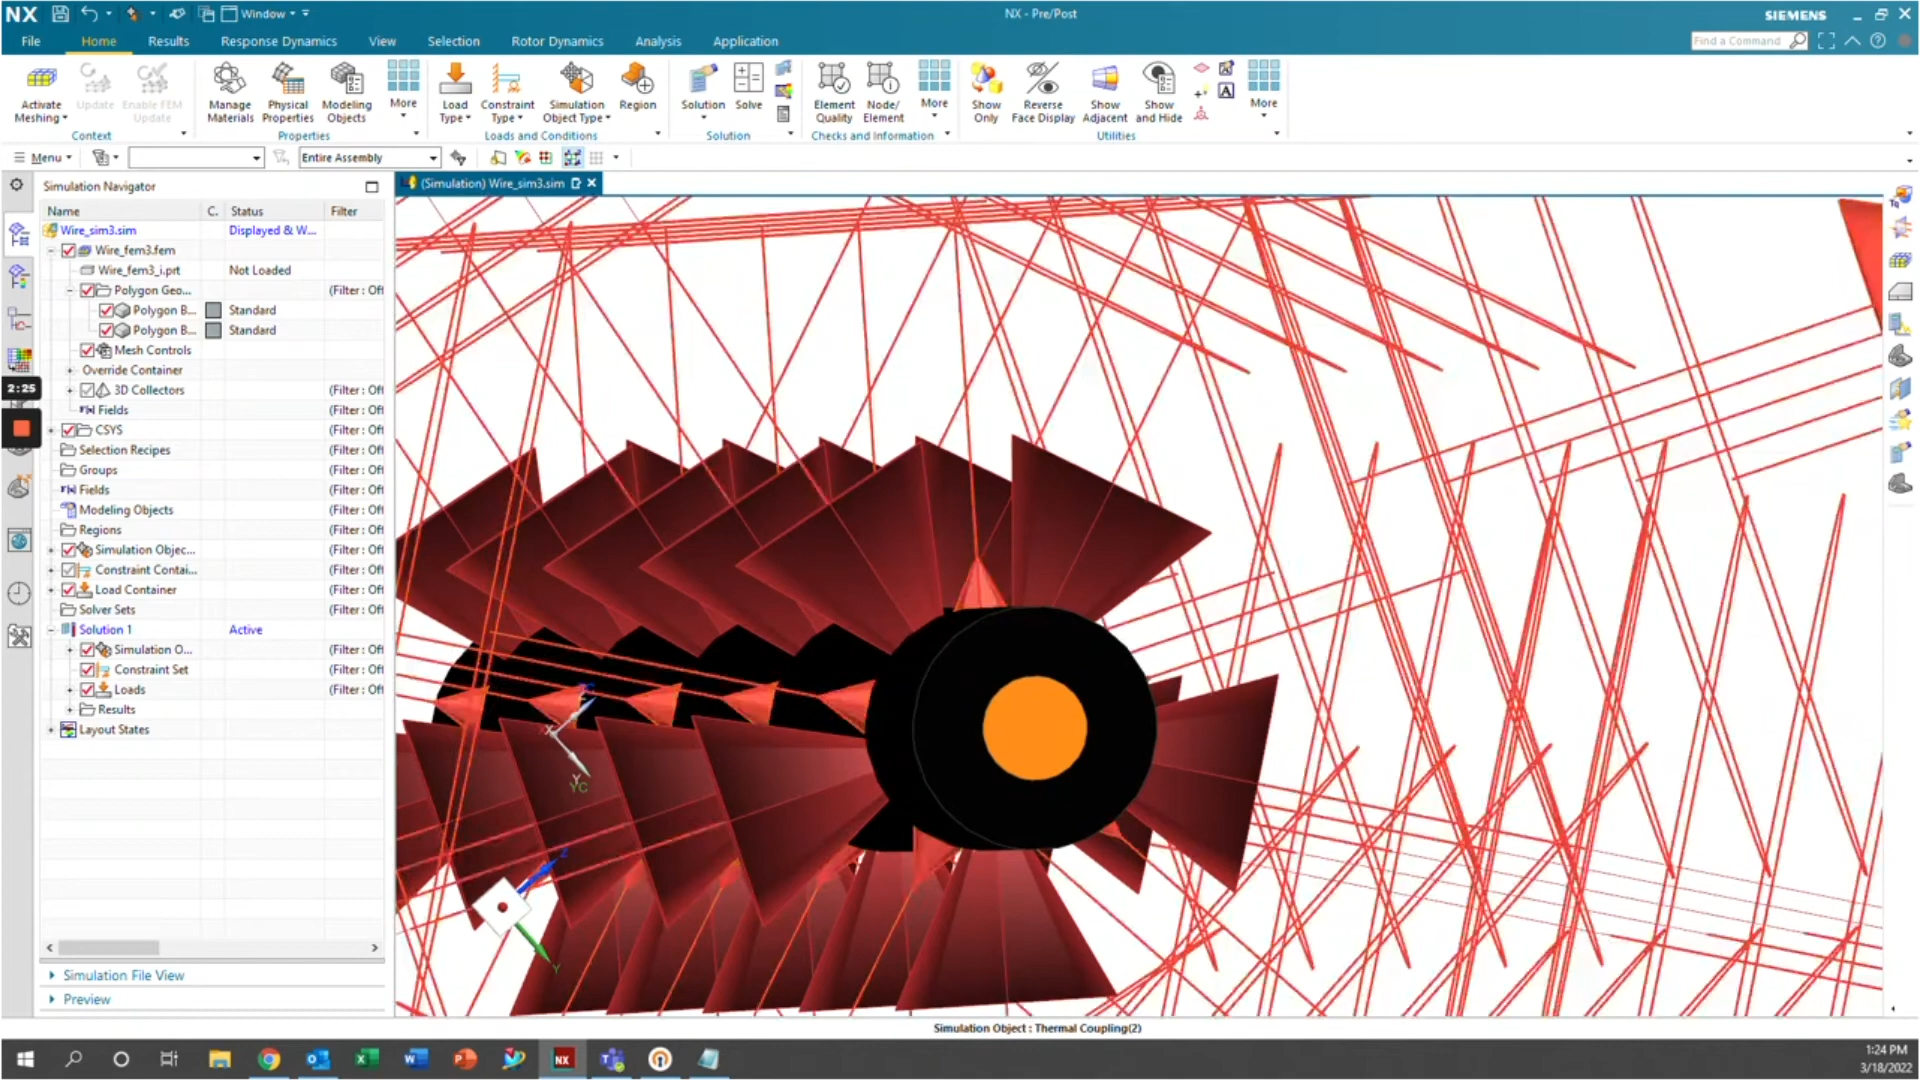 NX
Window
NX - Pre/Post
SIEMENS
File
Home
Results
Response Dynamics
View
Selection
Rotor Dynamics
Analysis
Application
Find a Command
Activate Meshing
Update
Enable FEM Update
Manage Materials
Physical Properties
Modeling Objects
More
Load Type
Constraint Type
Simulation Object Type
Region
Solution
Solve
Element Quality
Node/ Element
More
Show Only
Reverse Face Display
Show Adjacent
Show and Hide
A
More
Context
Properties
Loads and Conditions
Solution
Checks and Information
Utilities
Menu
Entire Assembly
Simulation Navigator
(Simulation) Wire_sim3.sim
Name C. Status Filter
Wire_sim3.sim Displayed & W...
Wire_fem3.fem
Wire_fem3_i.prt Not Loaded
Polygon Geo... (Filter : Off
Polygon B... Standard
Polygon B... Standard
Mesh Controls
Override Container
2:25
3D Collectors (Filter : Off
Fields (Filter : Off
CSYS (Filter : Off
Selection Recipes (Filter : Off
Groups (Filter : Off
Fields (Filter : Off
Modeling Objects (Filter : Off
Regions (Filter : Off
Simulation Objec... (Filter : Off
Constraint Contai... (Filter : Off
Load Container (Filter : Off
Solver Sets (Filter : Off
Solution 1 Active
Simulation O... (Filter : Off
Constraint Set (Filter : Off
Loads (Filter : Off
Results
Layout States
X
Y
YC
Z
Y
Simulation File View
Preview
Simulation Object : Thermal Coupling(2)
NX
1:24 PM
3/18/2022